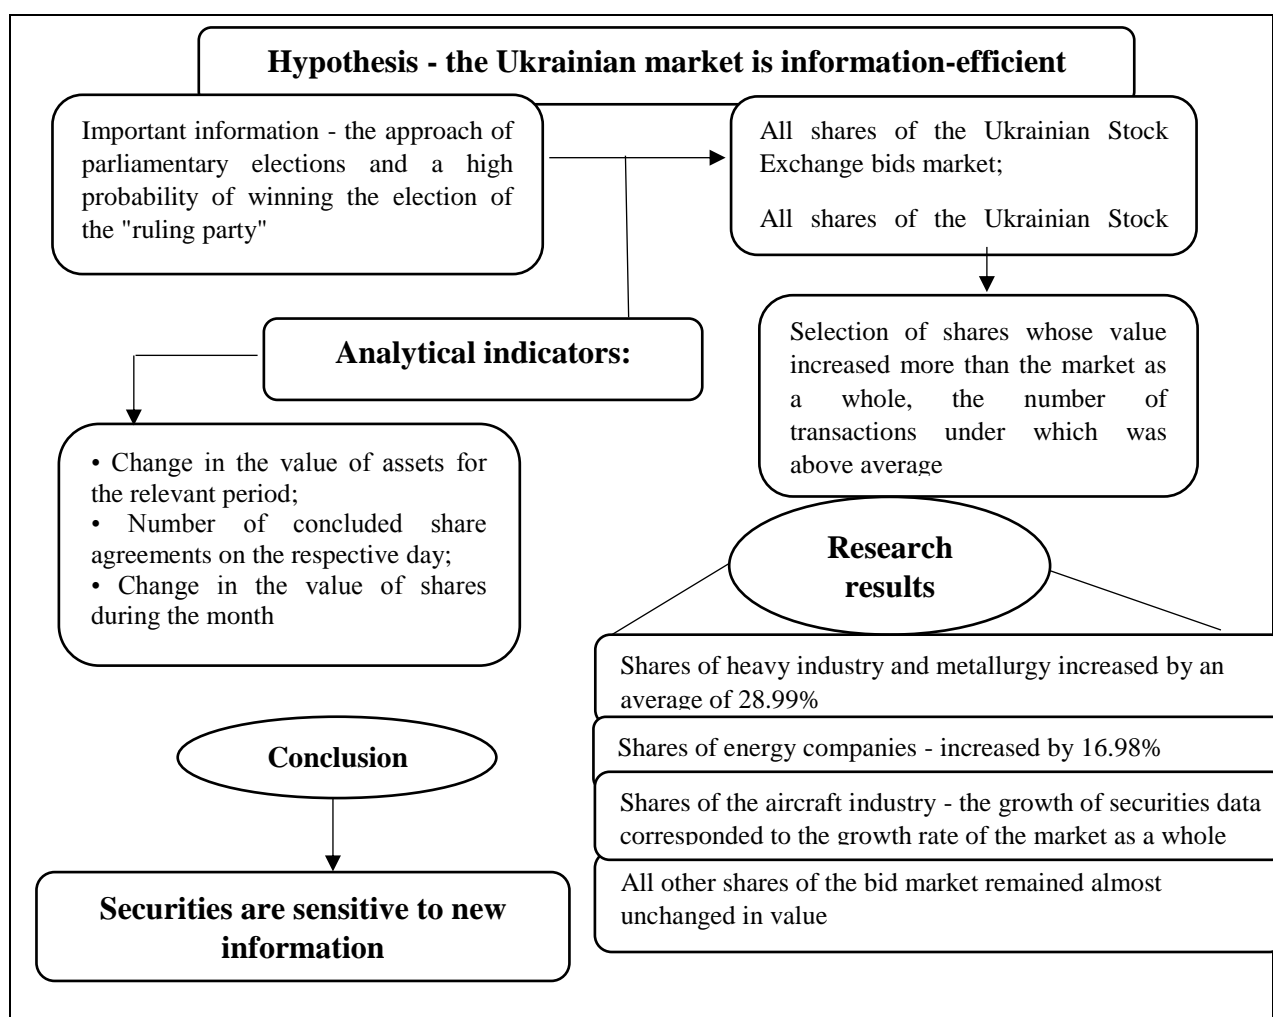 Hypothesis - the Ukrainian market is information-efficient
Important information - the approach of
parliamentary elections and a high
probability of winning the election of
the "ruling party"
All shares of the Ukrainian Stock
Exchange bids market;
All shares of the Ukrainian Stock
Analytical indicators:
Selection of shares whose value
increased more than the market as
a whole, the number of
transactions under which was
above average
• Change in the value of assets for
the relevant period;
• Number of concluded share
agreements on the respective day;
• Change in the value of shares
during the month
Research
results
Shares of heavy industry and metallurgy increased by an
average of 28.99%
Shares of energy companies - increased by 16.98%
Shares of the aircraft industry - the growth of securities data
corresponded to the growth rate of the market as a whole
All other shares of the bid market remained almost
unchanged in value
Conclusion
Securities are sensitive to new
information